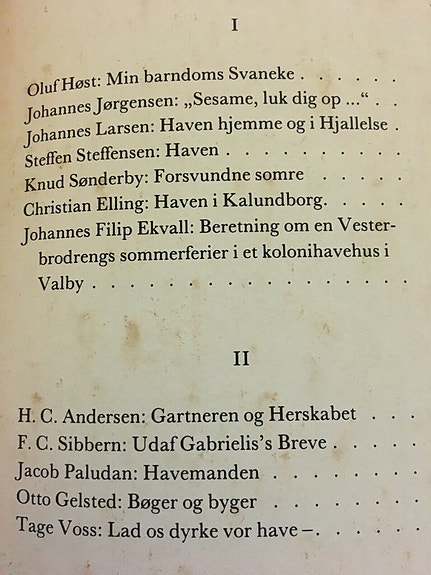 I
Oluf Høst: Min barndoms Svaneke . . . . . .
Johannes Jørgensen: „Sesame, luk dig op ...“ . .
Johannes Larsen: Haven hjemme og i Hjallelse .
Steffen Steffensen: Haven . . . . . . . . . .
Knud Sønderby: Forsvundne somre . . . . . .
Christian Elling: Haven i Kalundborg. . . . . .
Johannes Filip Ekvall: Beretning om en Vester-
brodrengs sommerferier i et kolonihavehus i
Valby . . . . . . . . . . . . . . . . .
II
H. C. Andersen: Gartneren og Herskabet . . .
F. C. Sibbern: Udaf Gabrielis's Breve . . . . .
Jacob Paludan: Havemanden . . . . . . . . .
Otto Gelsted: Bøger og byger . . . . . . . .
Tage Voss: Lad os dyrke vor have –. . . . . .